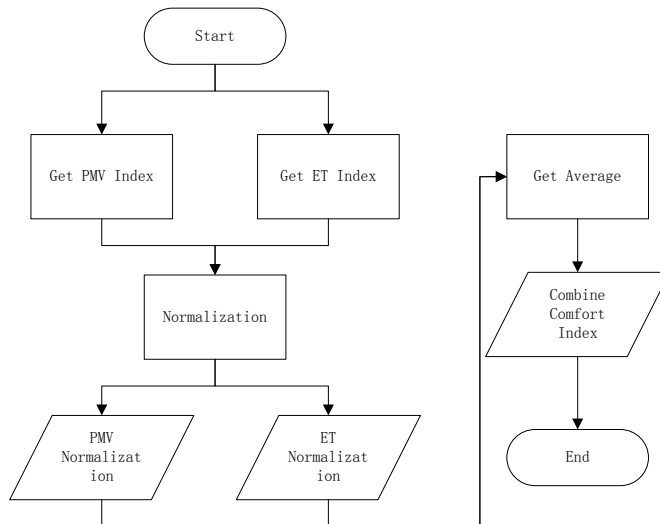 Start
Get PMV Index
Get ET Index
Normalization
PMV
Normalizat
ion
ET
Normalizat
ion
Get Average
Combine
Comfort
Index
End